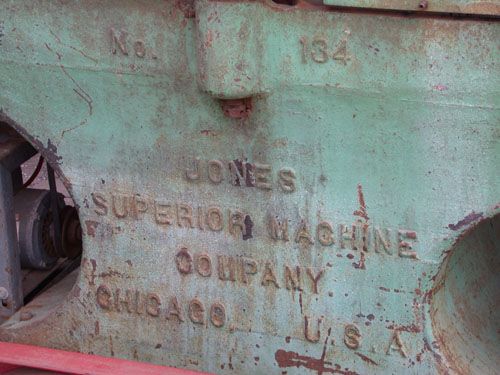 No. 134
JONES
SUPERIOR MACHINE
COMPANY
CHICAGO, U.S.A